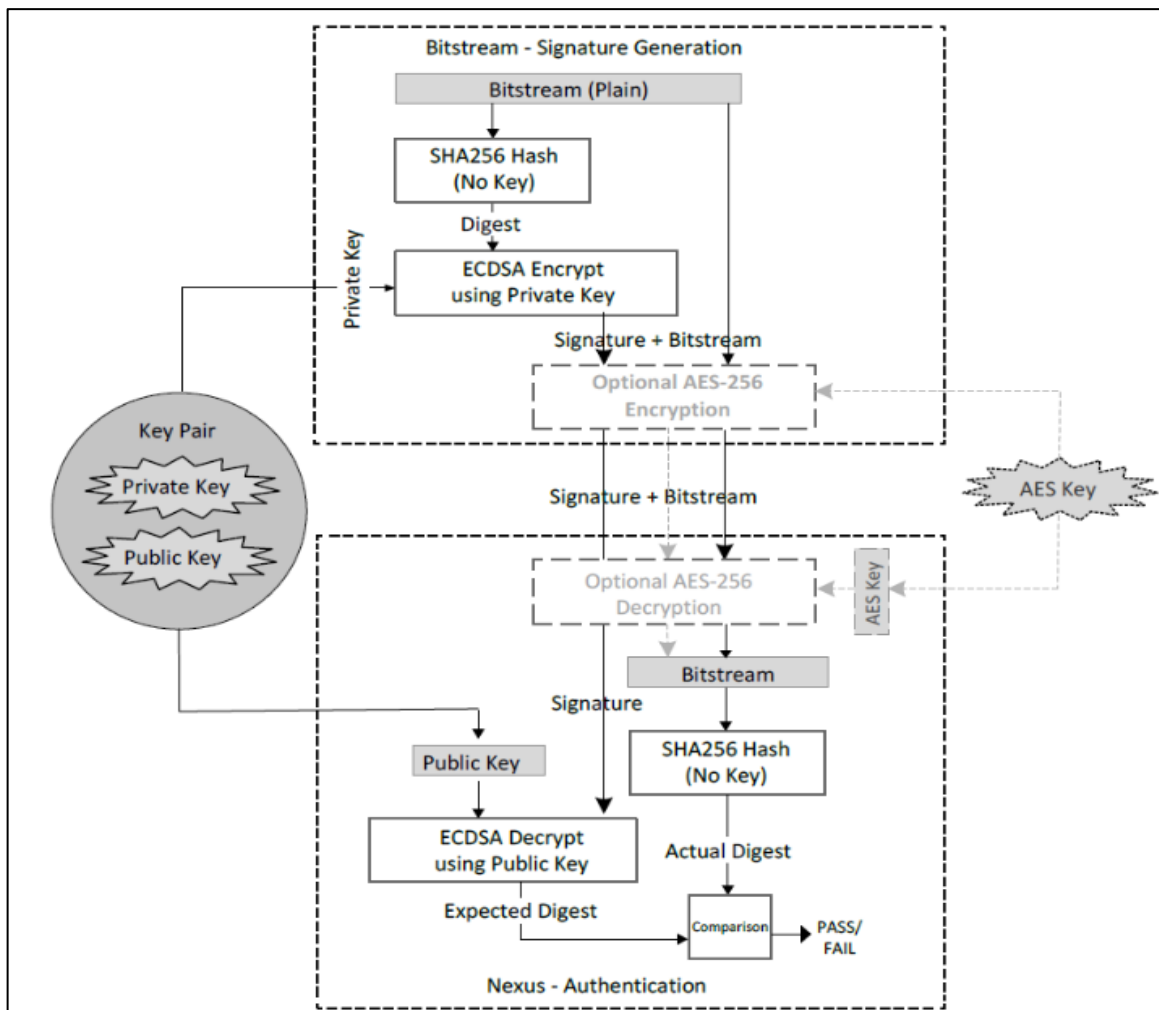 Bitstream - Signature Generation
Bitstream (Plain)
SHA256 Hash
(No Key)
Digest
Private Key
ECDSA Encrypt
using Private Key
Signature + Bitstream
Optional AES-256
Encryption
Key Pair
Private Key
Public Key
Signature + Bitstream
AES Key
Optional AES-256
Decryption
AES Key
Bitstream
Signature
SHA256 Hash
(No Key)
Public Key
ECDSA Decrypt
using Public Key
Actual Digest
Expected Digest
Comparison
PASS/
FAIL
Nexus - Authentication